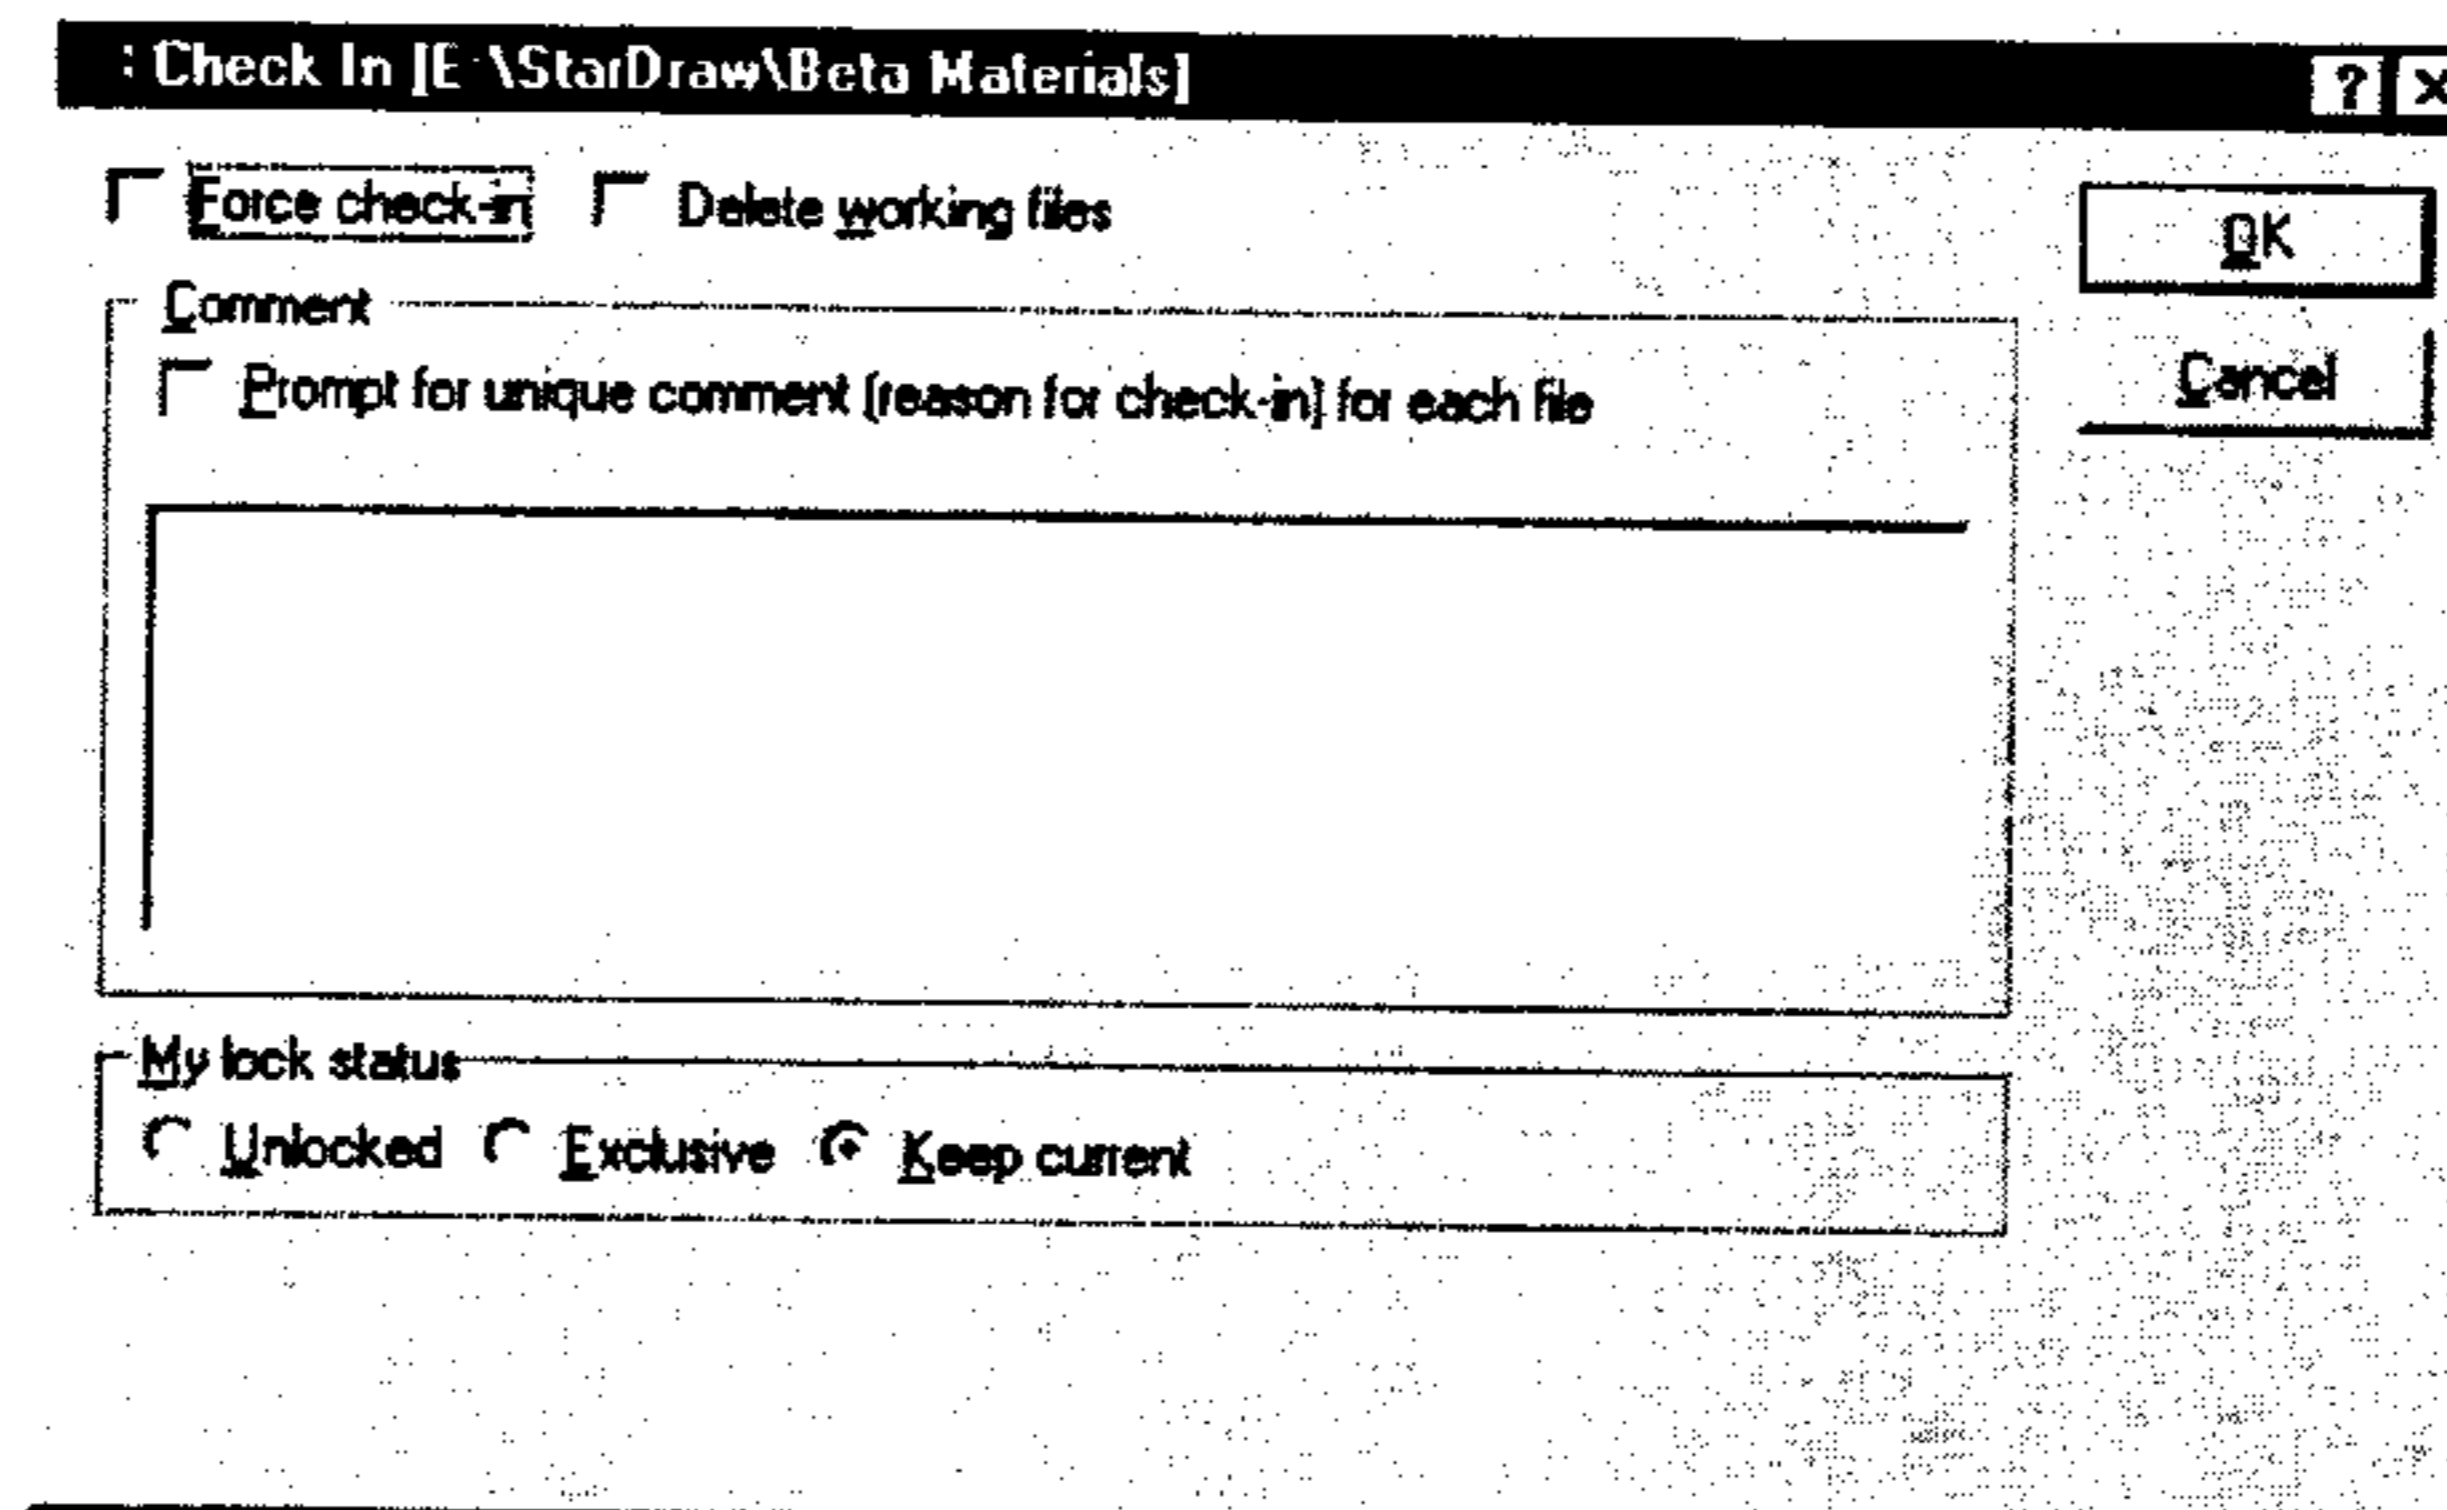 Check In [E:\StarDraw\Beta Materials]
Force check-in Delete working files
OK
Comment
Prompt for unique comment (reason for check-in) for each file
Cancel
My lock status
Unlocked Exclusive Keep current